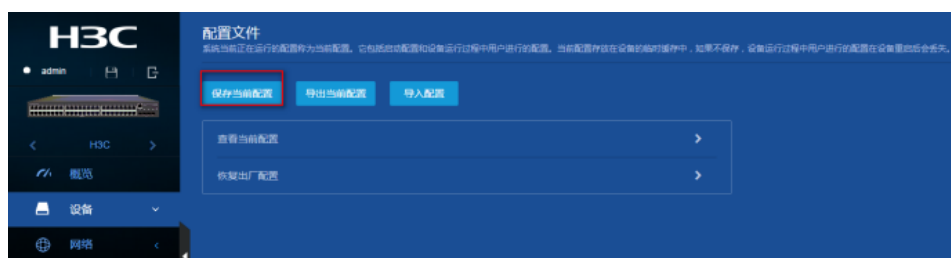 H3C
admin
H3C
概览
设备
网络
配置文件
系统当前正在运行的配置称为当前配置。它包括启动配置和设备运行过程中用户进行的配置。当前配置存放在设备的临时缓存中，如果不保存，设备运行过程中用户进行的配置在设备重启后会丢失。
保存当前配置 导出当前配置 导入配置
查看当前配置
恢复出厂配置